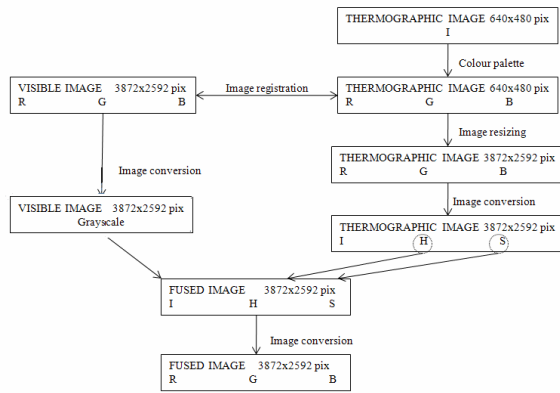 THERMOGRAPHIC IMAGE 640x480 pix
I
Colour palette
VISIBLE IMAGE 3872x2592 pix
R G B
Image registration
THERMOGRAPHIC IMAGE 640x480 pix
R G B
Image resizing
THERMOGRAPHIC IMAGE 3872x2592 pix
R G B
Image conversion
Image conversion
VISIBLE IMAGE 3872x2592 pix
Grayscale
THERMOGRAPHIC IMAGE 3872x2592 pix
I H S
FUSED IMAGE 3872x2592 pix
I H S
Image conversion
FUSED IMAGE 3872x2592 pix
R G B